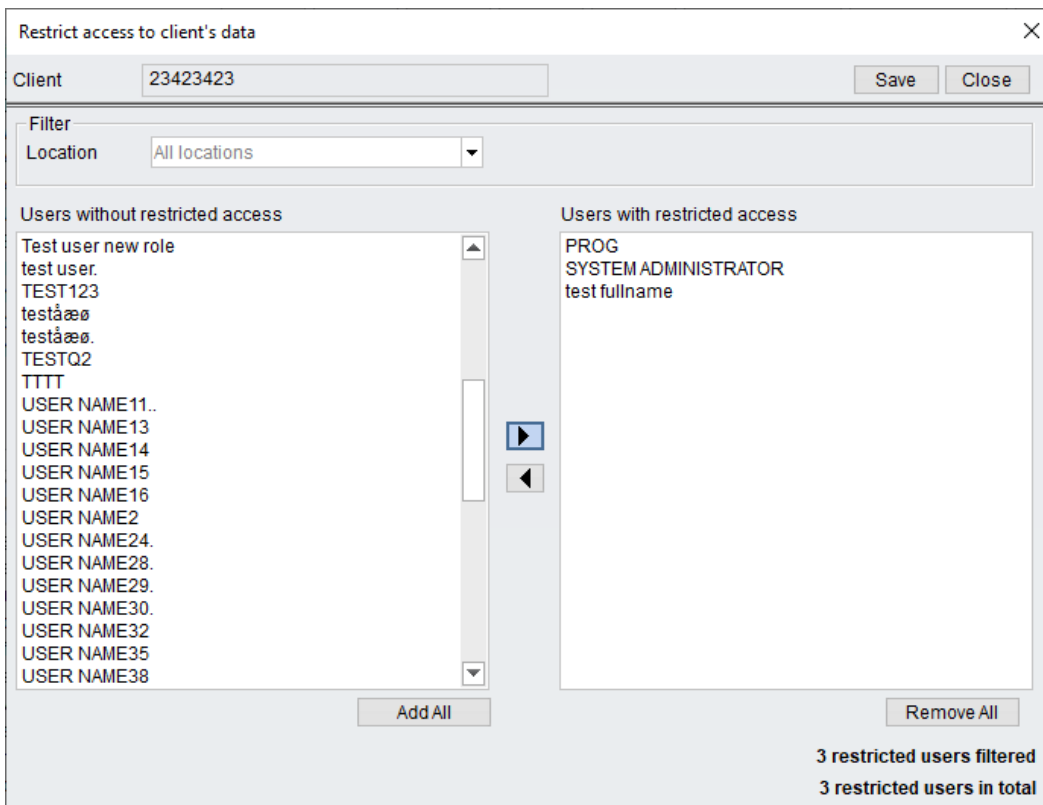 Restrict access to client's data
Client 23423423 Save Close
Filter
Location All locations
Users without restricted access
Test user new role
test user.
TEST123
teståæø
teståæø.
TESTQ2
TTTT
USER NAME11..
USER NAME13
USER NAME14
USER NAME15
USER NAME16
USER NAME2
USER NAME24.
USER NAME28.
USER NAME29.
USER NAME30.
USER NAME32
USER NAME35
USER NAME38
Add All
Users with restricted access
PROG
SYSTEM ADMINISTRATOR
test fullname
Remove All
3 restricted users filtered
3 restricted users in total